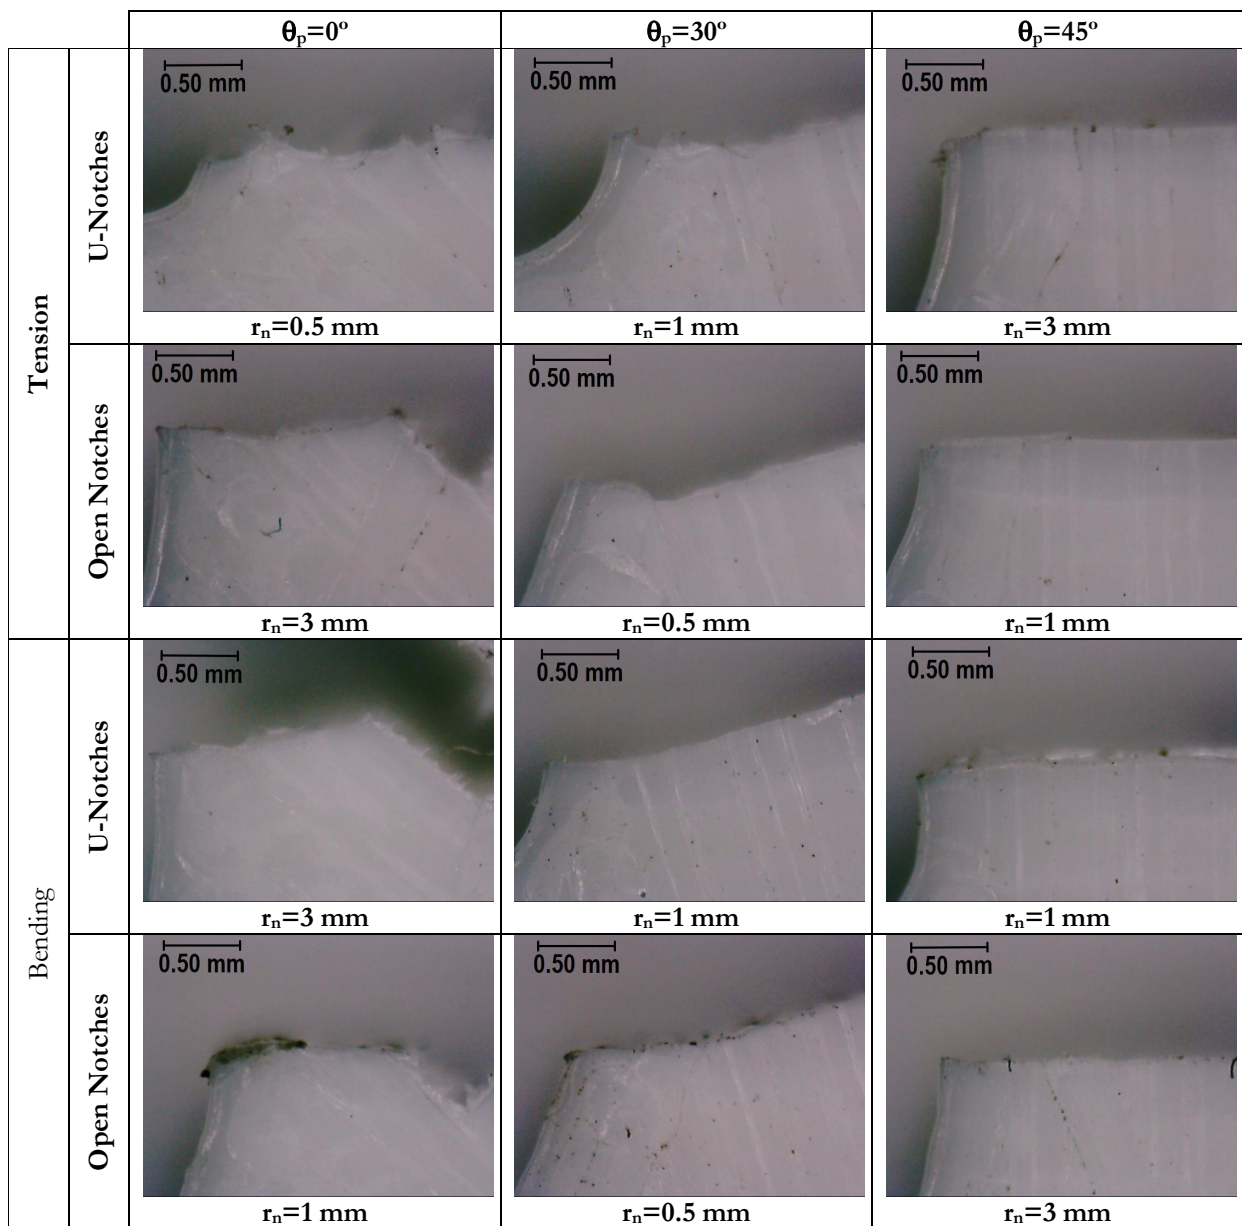 θp=0º θp=30º θp=45º
Tension
U-Notches
0.50 mm 0.50 mm 0.50 mm
rn=0.5 mm rn=1 mm rn=3 mm
Open Notches
0.50 mm 0.50 mm 0.50 mm
rn=3 mm rn=0.5 mm rn=1 mm
Bending
U-Notches
0.50 mm 0.50 mm 0.50 mm
rn=3 mm rn=1 mm rn=1 mm
Open Notches
0.50 mm 0.50 mm 0.50 mm
rn=1 mm rn=0.5 mm rn=3 mm